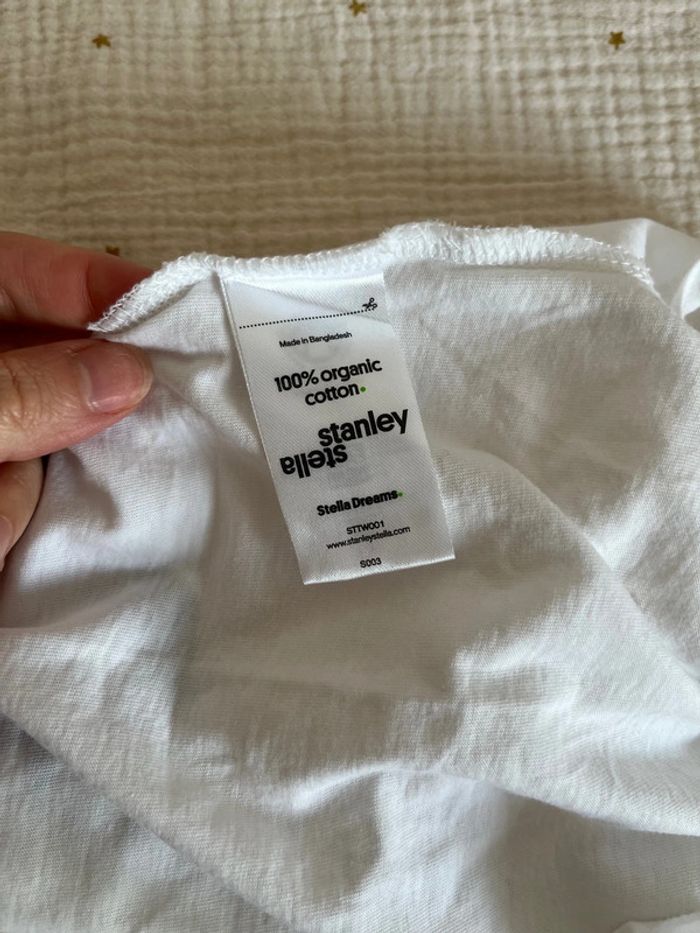 Made in Bangladesh
100% organic
cotton.
stanley
stella
Stella Dreams.
STTW001
www.stanleystella.com
S003